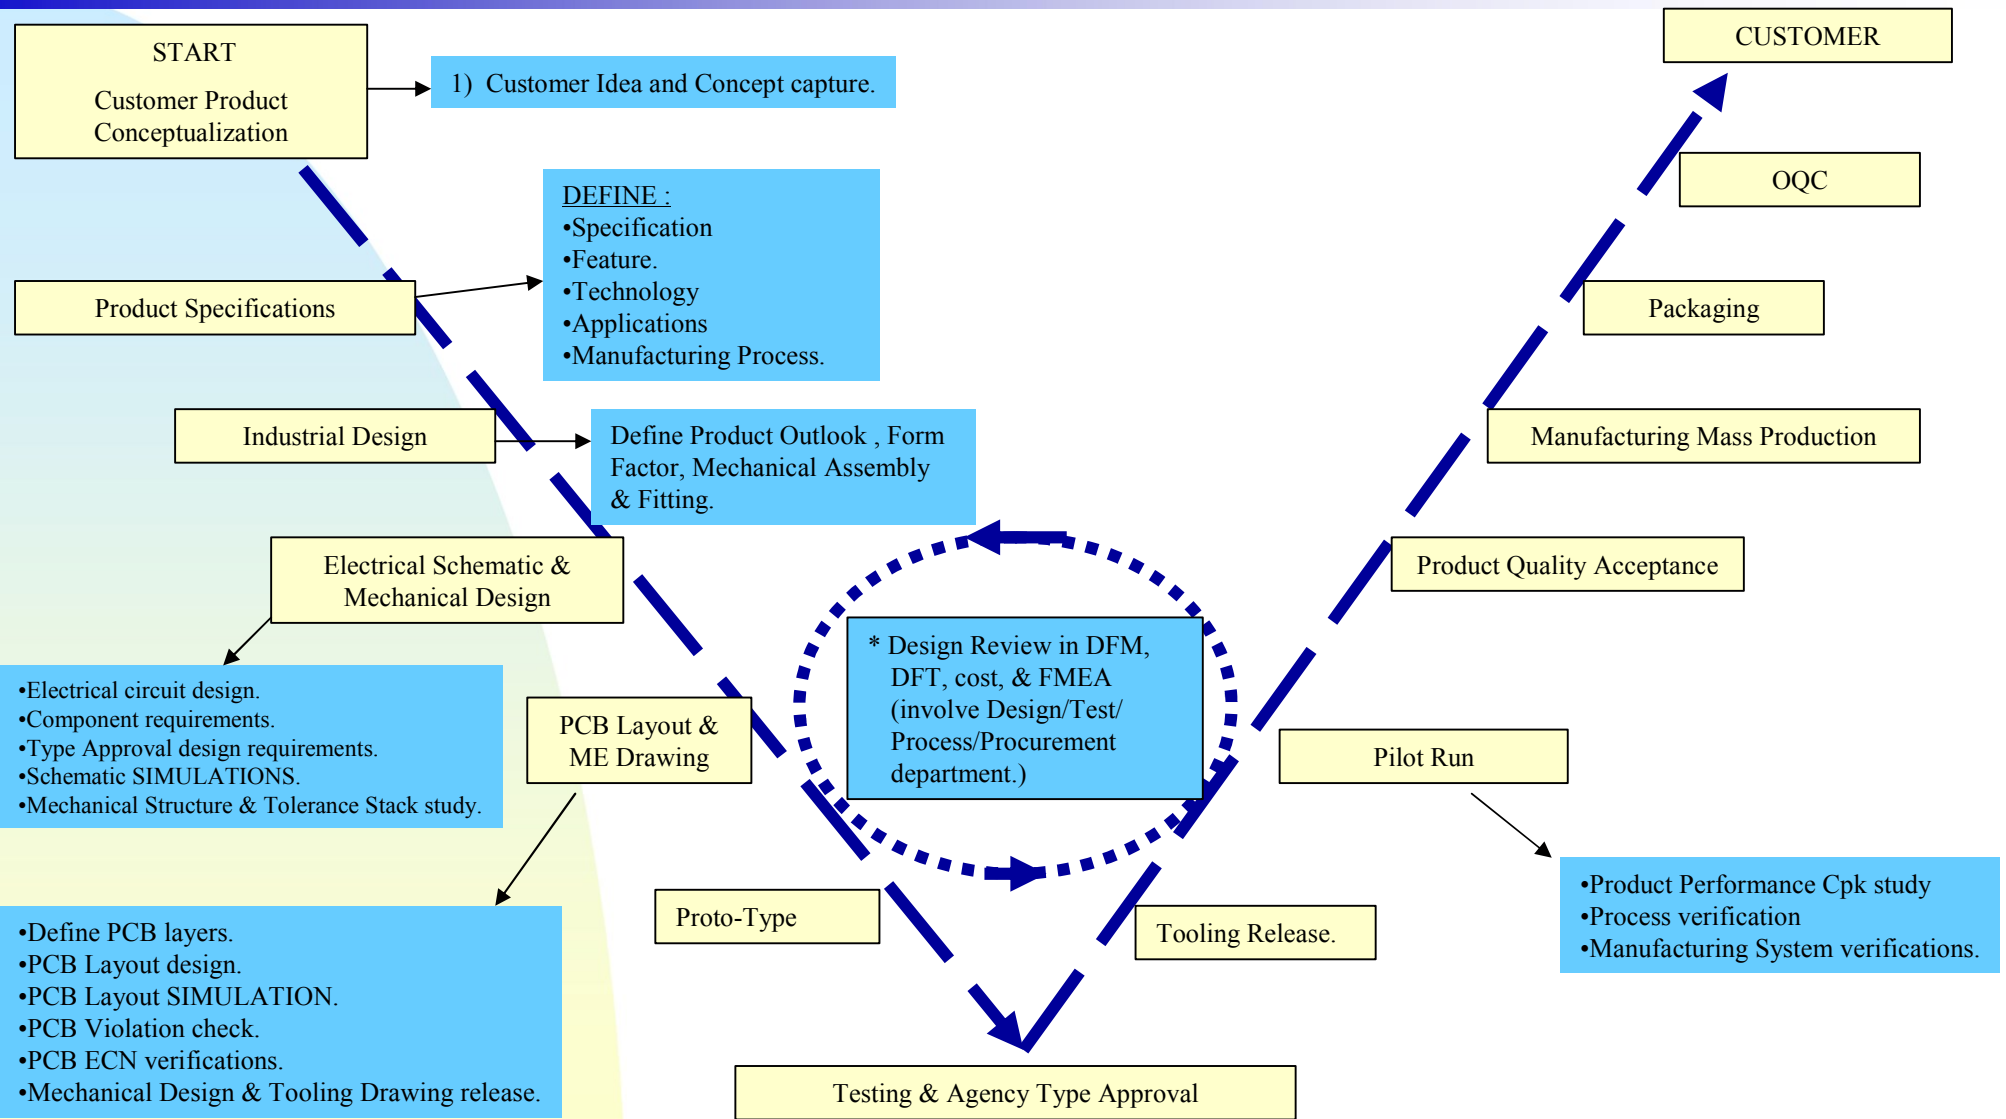 START
Customer Product
Conceptualization
1) Customer Idea and Concept capture.
DEFINE :
•Specification
•Feature.
•Technology
•Applications
•Manufacturing Process.
Product Specifications
Industrial Design
Define Product Outlook , Form
Factor, Mechanical Assembly
& Fitting.
Electrical Schematic &
Mechanical Design
•Electrical circuit design.
•Component requirements.
•Type Approval design requirements.
•Schematic SIMULATIONS.
•Mechanical Structure & Tolerance Stack study.
PCB Layout &
ME Drawing
•Define PCB layers.
•PCB Layout design.
•PCB Layout SIMULATION.
•PCB Violation check.
•PCB ECN verifications.
•Mechanical Design & Tooling Drawing release.
Proto-Type
* Design Review in DFM,
DFT, cost, & FMEA
(involve Design/Test/
Process/Procurement
department.)
Testing & Agency Type Approval
Tooling Release.
Pilot Run
•Product Performance Cpk study
•Process verification
•Manufacturing System verifications.
Product Quality Acceptance
Manufacturing Mass Production
Packaging
OQC
CUSTOMER